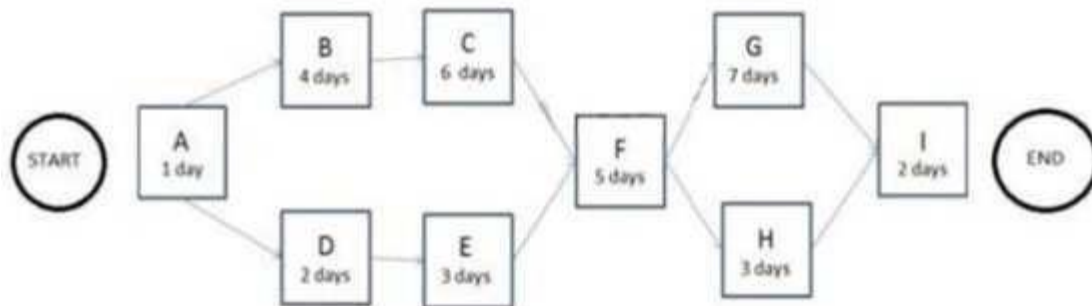 START
A
1 day
B
4 days
C
6 days
D
2 days
E
3 days
F
5 days
G
7 days
H
3 days
I
2 days
END